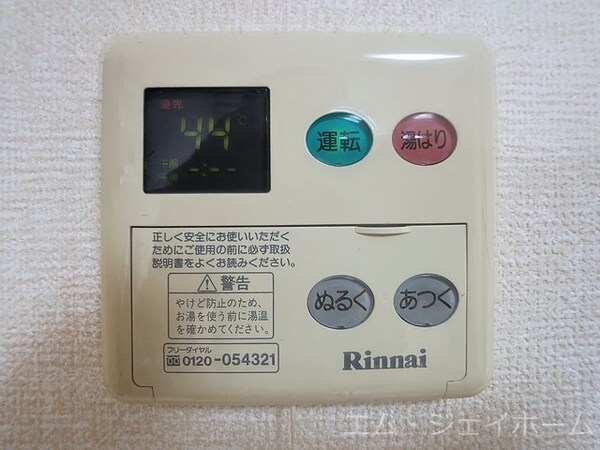 優先
44℃
午前
-:--
運転
湯はり
正しく安全にお使いいただく
ためにご使用の前に必ず取扱
説明書をよくお読みください。
警告
やけど防止のため、
お湯を使う前に湯温
を確かめてください。
フリーダイヤル
0120-054321
ぬるく
あつく
Rinnai
エム・ジェイホーム